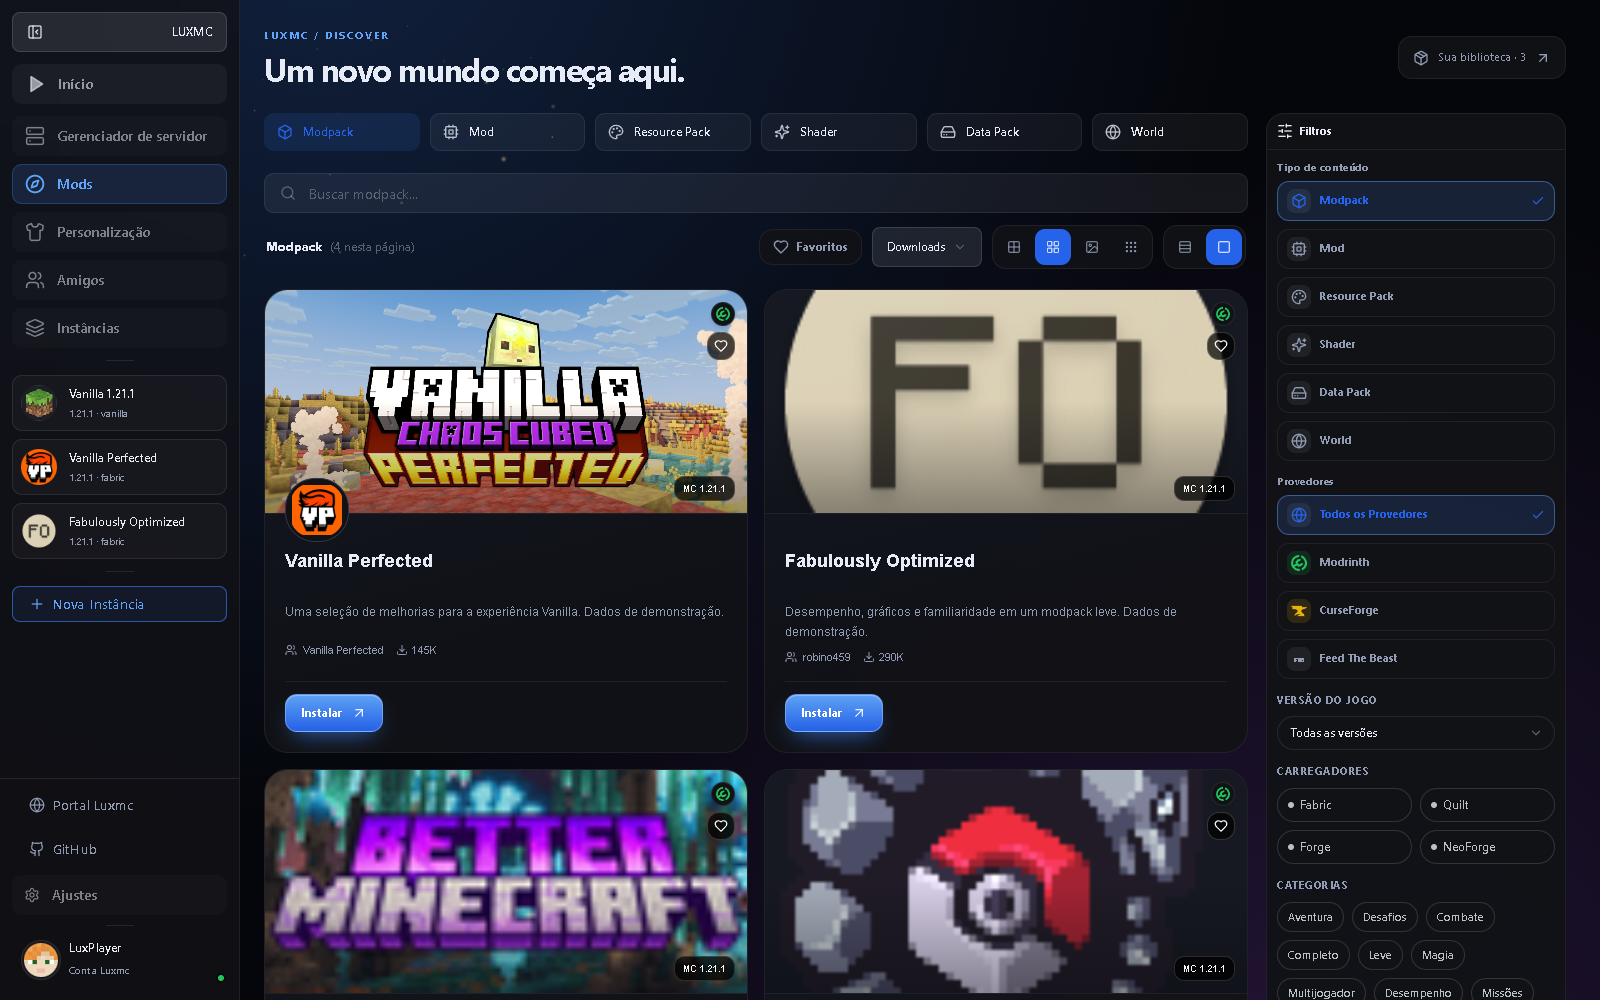 LUXMC
Início
Gerenciador de servidor
Mods
Personalização
Amigos
Instâncias
Vanilla 1.21.1
1.21.1 · vanilla
VP
Vanilla Perfected
1.21.1 · fabric
FO
Fabulously Optimized
1.21.1 · fabric
Nova Instância
Portal Luxmc
GitHub
Ajustes
LuxPlayer
Conta Luxmc
LUXMC / DISCOVER
Um novo mundo começa aqui.
Sua biblioteca · 3
Modpack
Mod
Resource Pack
Shader
Data Pack
World
Buscar modpack...
Modpack (4 nesta página)
Favoritos
Downloads
VANILLA
CHAOS CUBED
PERFECTED
MC 1.21.1
VP
Vanilla Perfected
Uma seleção de melhorias para a experiência Vanilla. Dados de demonstração.
Vanilla Perfected 145K
Instalar
FO
MC 1.21.1
Fabulously Optimized
Desempenho, gráficos e familiaridade em um modpack leve. Dados de
demonstração.
robino459 290K
Instalar
BETTER
MINECRAFT
MC 1.21.1
MC 1.21.1
Filtros
Tipo de conteúdo
Modpack
Mod
Resource Pack
Shader
Data Pack
World
Provedores
Todos os Provedores
Modrinth
CurseForge
FTB
Feed The Beast
VERSÃO DO JOGO
Todas as versões
CARREGADORES
Fabric
Quilt
Forge
NeoForge
CATEGORIAS
Aventura
Desafios
Combate
Completo
Leve
Magia
Multijogador
Desempenho
Missões